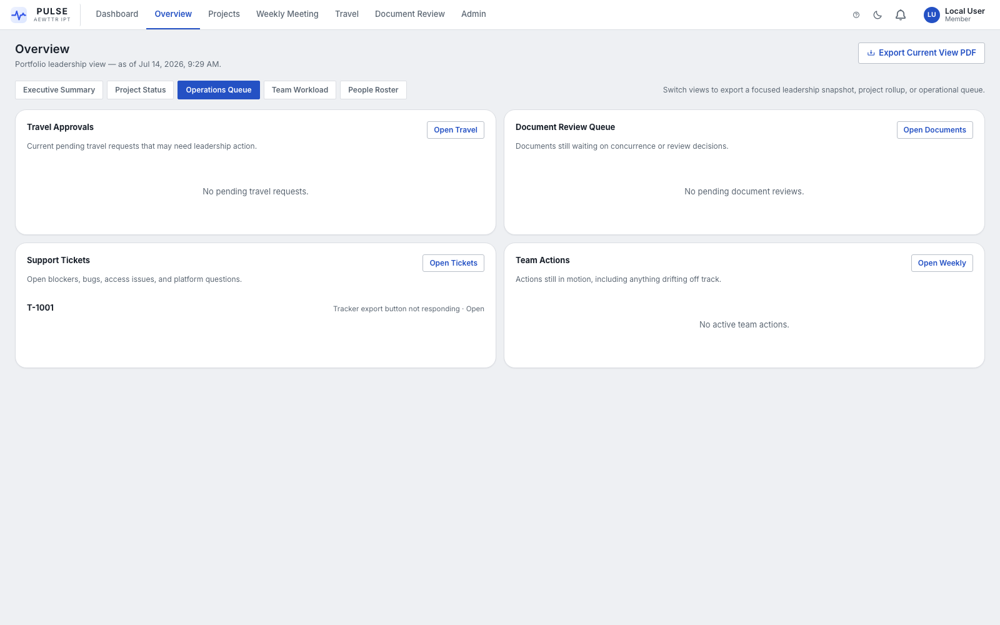 PULSE
AEWTTR IPT
Dashboard
Overview
Projects
Weekly Meeting
Travel
Document Review
Admin
LU
Local User
Member
Overview
Portfolio leadership view — as of Jul 14, 2026, 9:29 AM.
Export Current View PDF
Executive Summary
Project Status
Operations Queue
Team Workload
People Roster
Switch views to export a focused leadership snapshot, project rollup, or operational queue.
Travel Approvals
Open Travel
Current pending travel requests that may need leadership action.
No pending travel requests.
Document Review Queue
Open Documents
Documents still waiting on concurrence or review decisions.
No pending document reviews.
Support Tickets
Open Tickets
Open blockers, bugs, access issues, and platform questions.
T-1001
Tracker export button not responding · Open
Team Actions
Open Weekly
Actions still in motion, including anything drifting off track.
No active team actions.